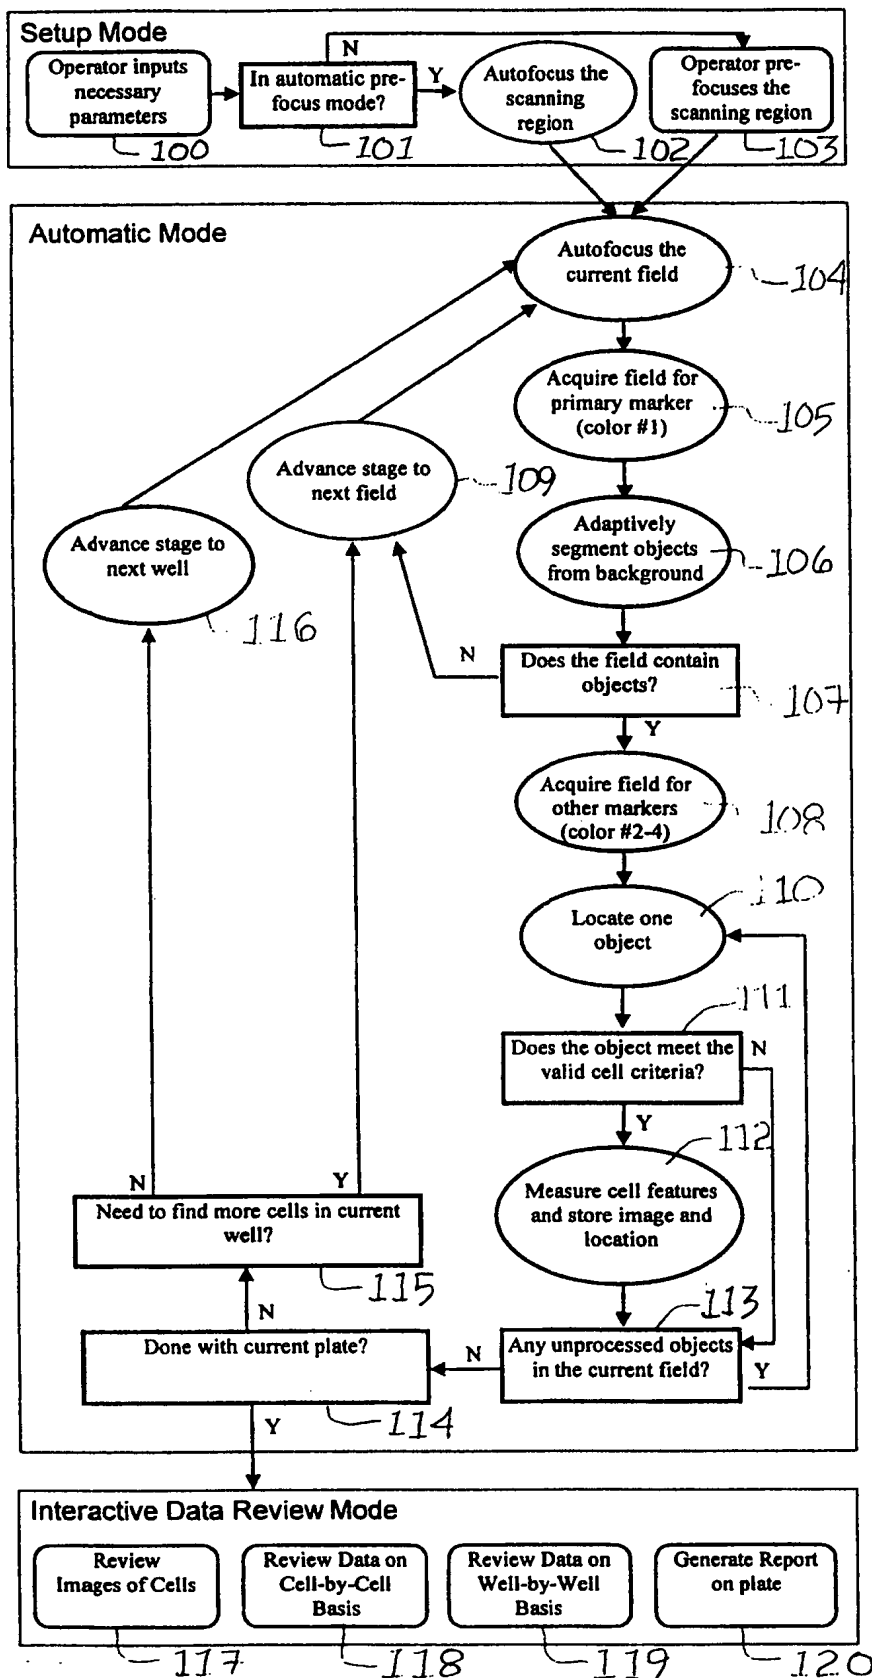 Setup Mode
N
Operator inputs
necessary
parameters
100
In automatic pre-
focus mode?
101
Y
Autofocus the
scanning
region
102
Operator pre-
focuses the
scanning region
103
Automatic Mode
Autofocus the
current field
104
Acquire field for
primary marker
(color #1)
105
Advance stage to
next field
109
Adaptively
segment objects
from background
106
Advance stage to
next well
116
N
Does the field contain
objects?
107
Y
Acquire field for
other markers
(color #2-4)
108
Locate one
object
110
Does the object meet the
valid cell criteria?
111
N
Y
Measure cell features
and store image and
location
112
N
Y
Need to find more cells in current
well?
115
N
Done with current plate?
114
N
Any unprocessed objects
in the current field?
113
Y
Y
Interactive Data Review Mode
Review
Images of Cells
117
Review Data on
Cell-by-Cell
Basis
118
Review Data on
Well-by-Well
Basis
119
Generate Report
on plate
120